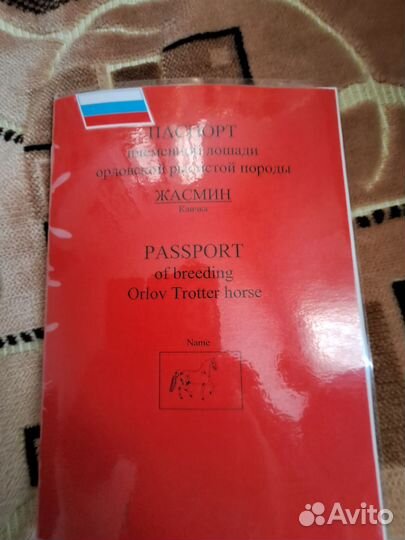 ПАСПОРТ
племенной лошади
орловской рысистой породы
ЖАСМИН
Кличка
PASSPORT
of breeding
Orlov Trotter horse
Name
Avito